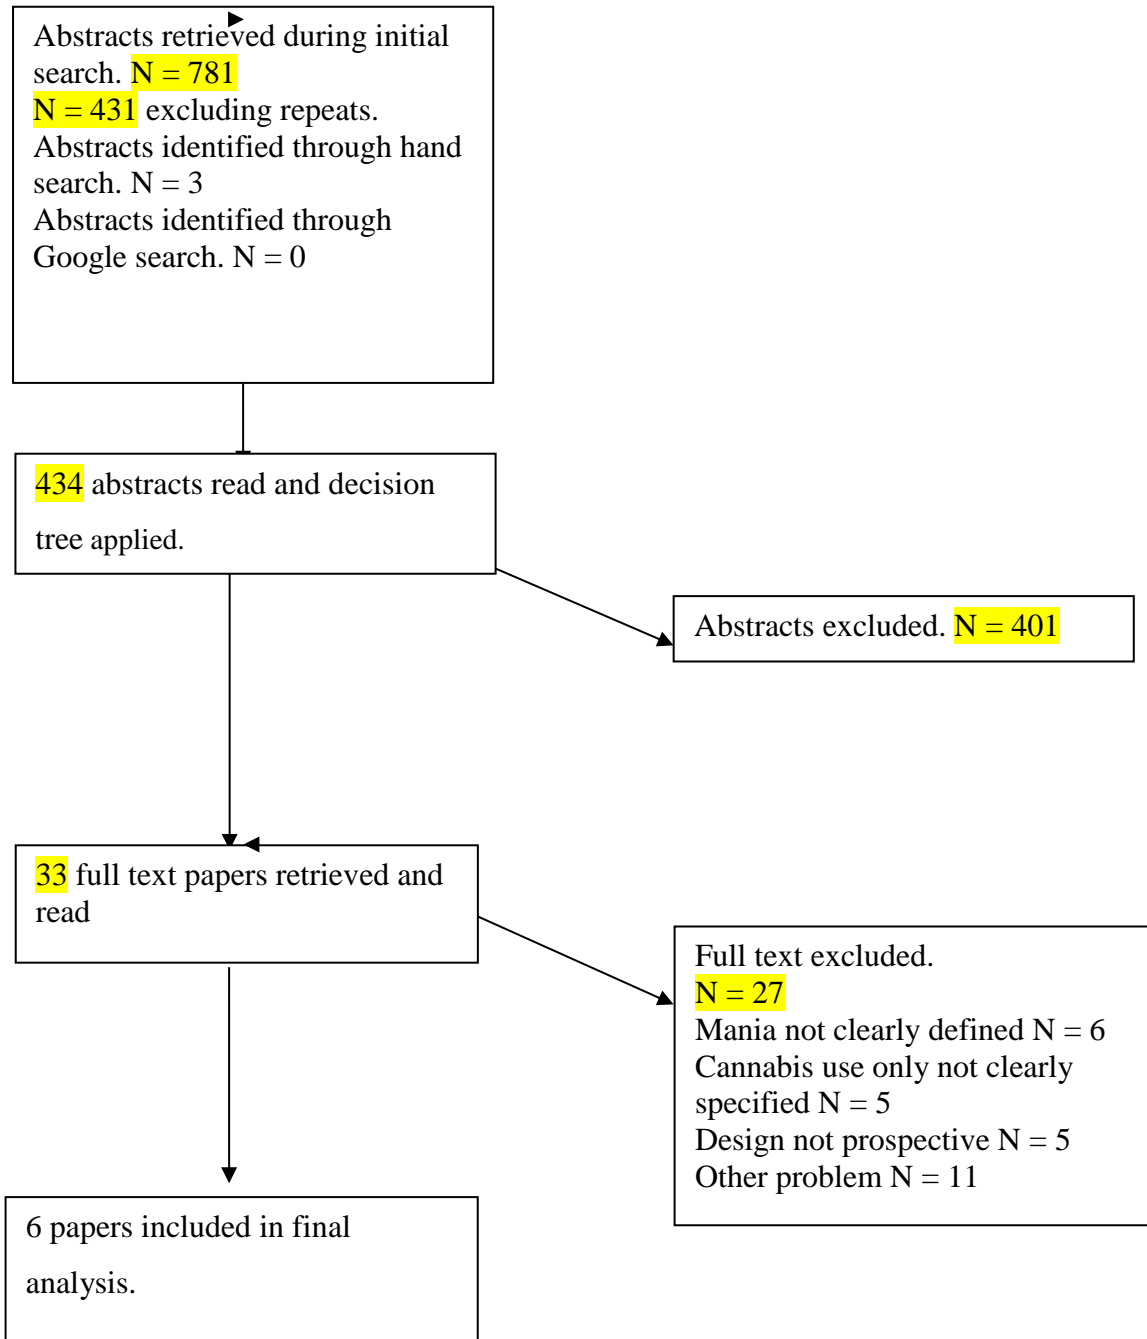 Abstracts retrieved during initial
search. N = 781
N = 431 excluding repeats.
Abstracts identified through hand
search. N = 3
Abstracts identified through
Google search. N = 0
434 abstracts read and decision
tree applied.
Abstracts excluded. N = 401
33 full text papers retrieved and
read
Full text excluded.
N = 27
Mania not clearly defined N = 6
Cannabis use only not clearly
specified N = 5
Design not prospective N = 5
Other problem N = 11
6 papers included in final
analysis.